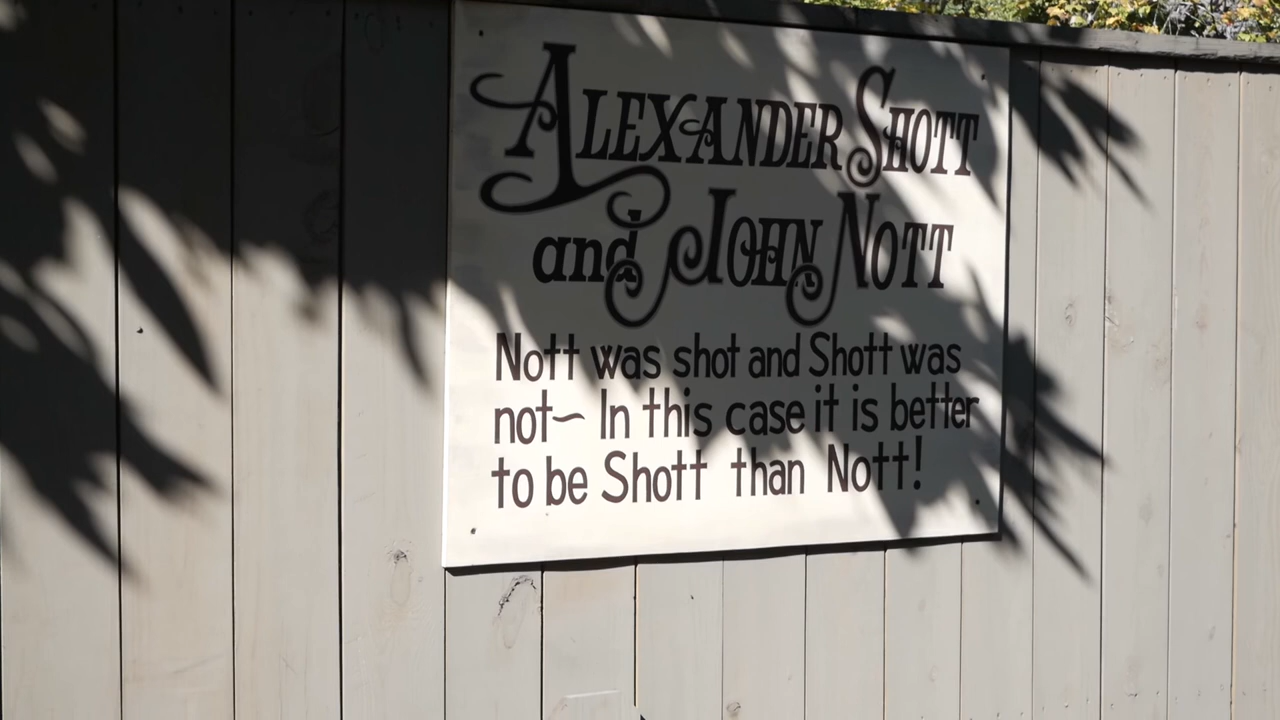 ALEXANDER SHOTT
and JOHN NOTT
Nott was shot and Shott was
not~ In this case it is better
to be Shott than Nott!